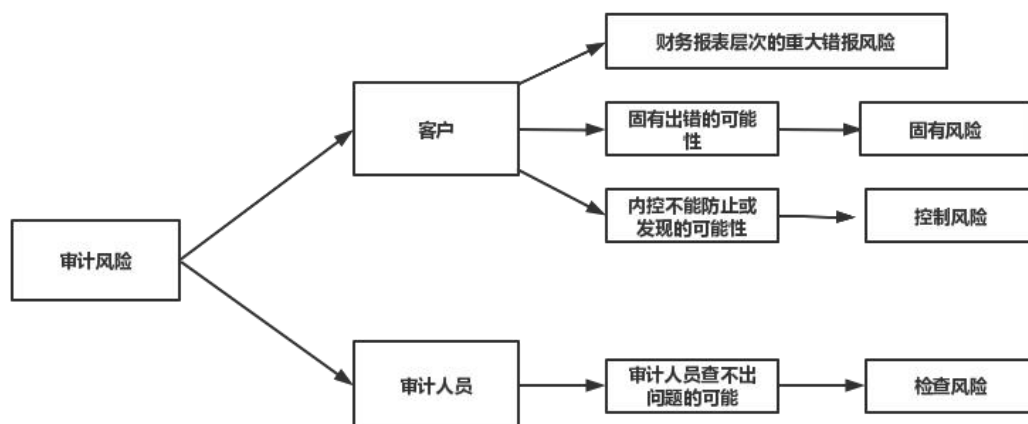 财务报表层次的重大错报风险
客户
固有出错的可能
性
固有风险
内控不能防止或
发现的可能性
控制风险
审计风险
审计人员
审计人员查不出
问题的可能
检查风险